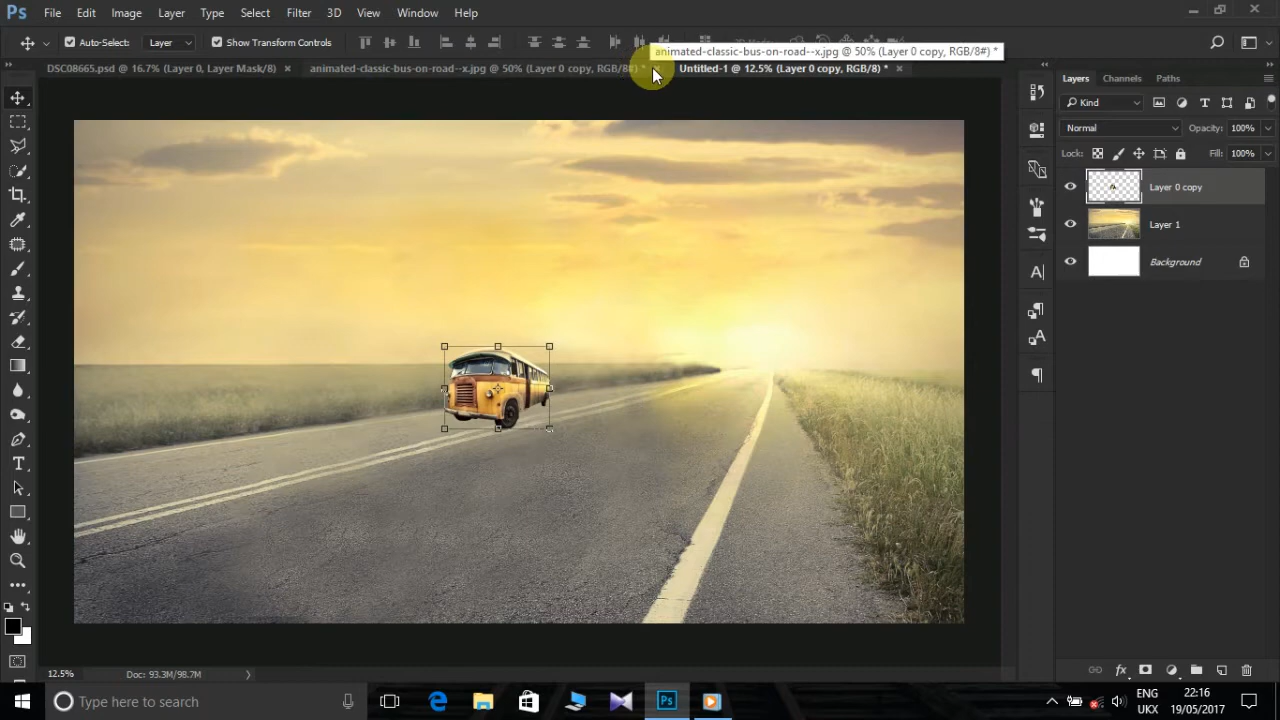 Ps File Edit Image Layer Type Select Filter 3D View Window Help
Auto-Select: Layer Show Transform Controls
animated-classic-bus-on-road--x.jpg @ 50% (Layer 0 copy, RGB/8#) *
DSC08665.psd @ 16.7% (Layer 0, Layer Mask/8) × animated-classic-bus-on-road--x.jpg @ 50% (Layer 0 copy, RGB/8#) * Untitled-1 @ 12.5% (Layer 0 copy, RGB/8) * ×
Layers Channels Paths
Kind
Normal Opacity: 100%
Lock: Fill: 100%
Layer 0 copy
Layer 1
Background
12.5% Doc: 93.3M/98.7M
Type here to search
Ps
ENG 22:16
UKX 19/05/2017